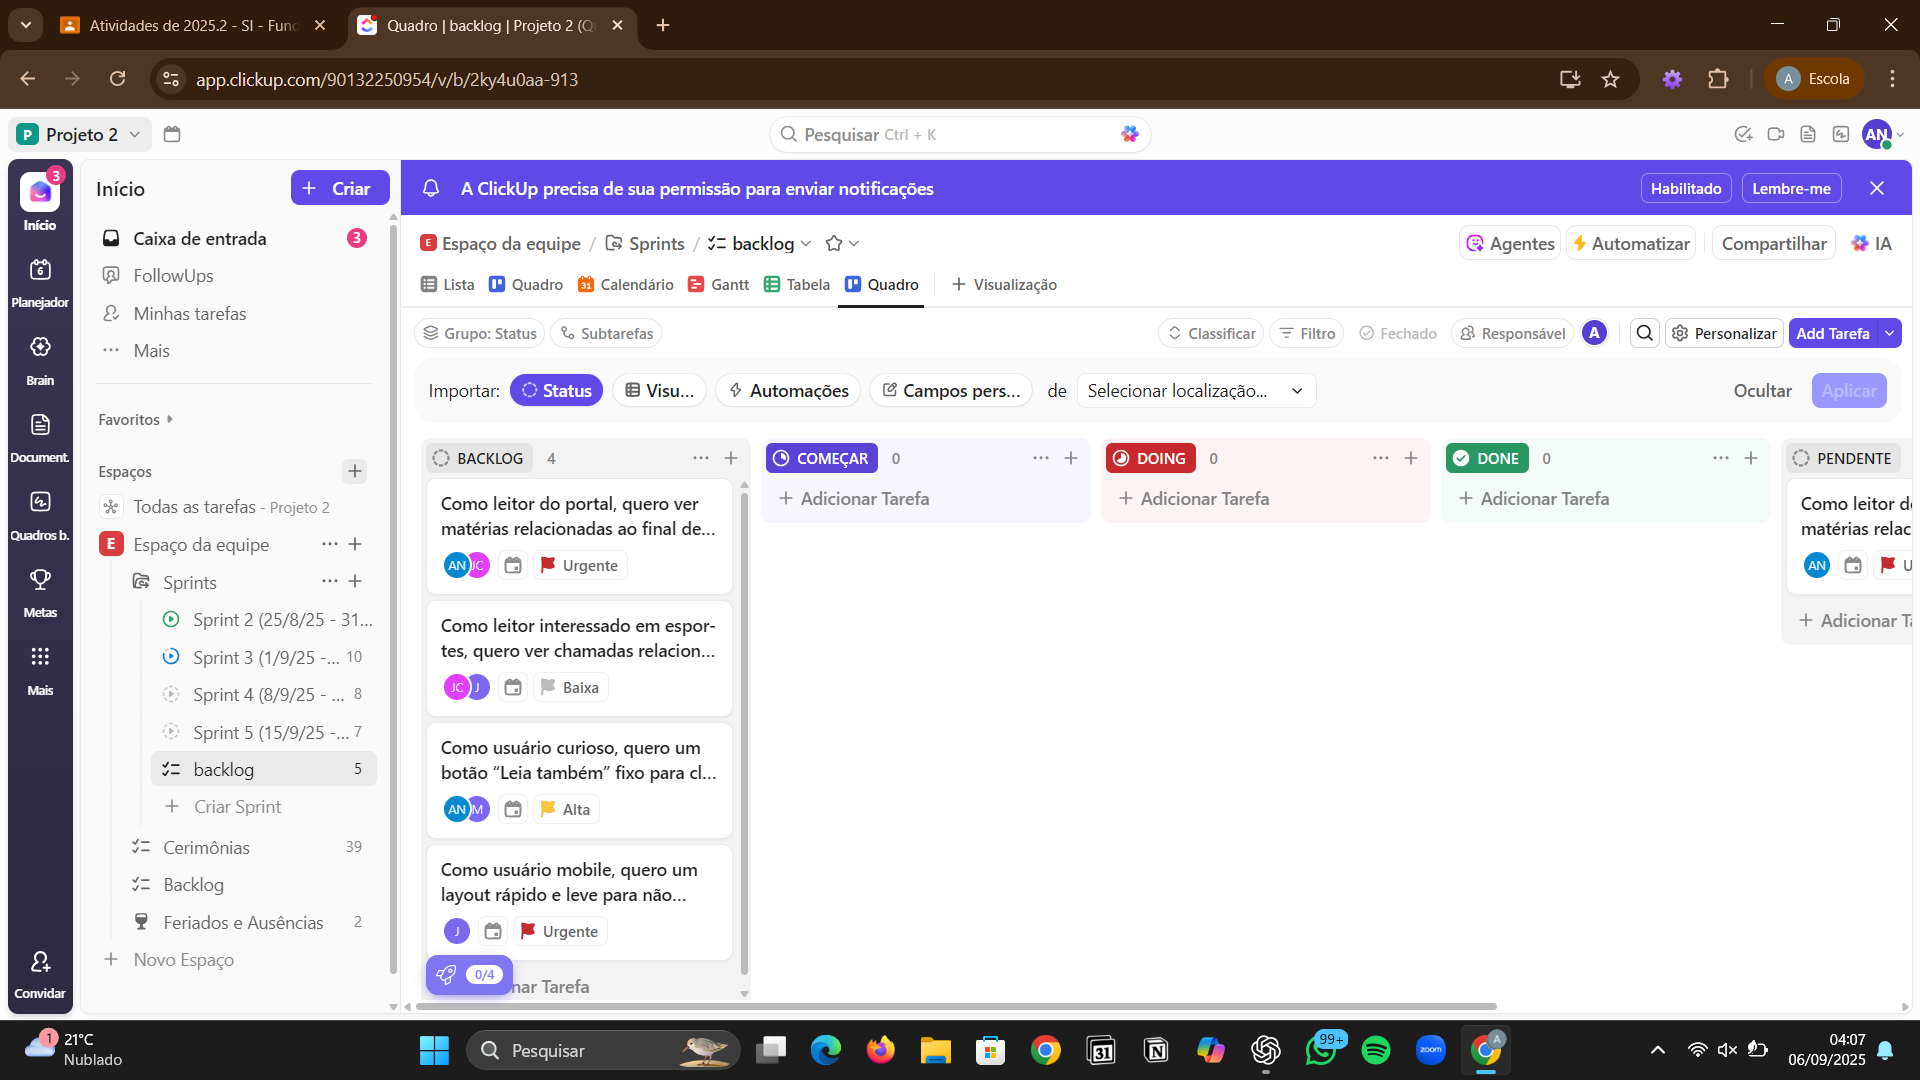 Atividades de 2025.2 - SI - Fund
Quadro | backlog | Projeto 2 (Q
app.clickup.com/90132250954/v/b/2ky4u0aa-913
A
Escola
P
Projeto 2
Pesquisar Ctrl + K
AN
3
Início
Planejador
Brain
Document.
Quadros b.
Metas
Mais
Convidar
Início
Criar
Caixa de entrada
3
FollowUps
Minhas tarefas
Mais
Favoritos
Espaços
Todas as tarefas - Projeto 2
E
Espaço da equipe
Sprints
Sprint 2 (25/8/25 - 31...
Sprint 3 (1/9/25 -... 10
Sprint 4 (8/9/25 - ... 8
Sprint 5 (15/9/25 -... 7
backlog 5
Criar Sprint
Cerimônias 39
Backlog
Feriados e Ausências 2
Novo Espaço
A ClickUp precisa de sua permissão para enviar notificações
Habilitado
Lembre-me
E Espaço da equipe / Sprints / backlog
Agentes
Automatizar
Compartilhar
IA
Lista
Quadro
31
Calendário
Gantt
Tabela
Quadro
Visualização
Grupo: Status
Subtarefas
Classificar
Filtro
Fechado
Responsável
A
Personalizar
Add Tarefa
Importar:
Status
Visu...
Automações
Campos pers...
de
Selecionar localização...
Ocultar
Aplicar
BACKLOG 4
Como leitor do portal, quero ver
matérias relacionadas ao final de...
AN JC
Urgente
Como leitor interessado em espor-
tes, quero ver chamadas relacion...
JC J
Baixa
Como usuário curioso, quero um
botão “Leia também” fixo para cl...
AN M
Alta
Como usuário mobile, quero um
layout rápido e leve para não...
J
Urgente
0/4
nar Tarefa
COMEÇAR 0
Adicionar Tarefa
DOING 0
Adicionar Tarefa
DONE 0
Adicionar Tarefa
PENDENTE
Como leitor d
matérias relac
AN
U
Adicionar Ta
1
21°C
Nublado
Pesquisar
31
99+
zoom
A
04:07
06/09/2025